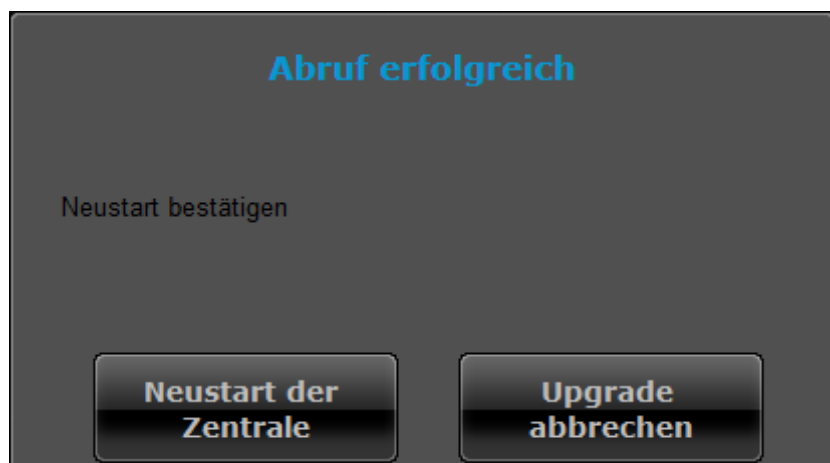 Abruf erfolgreich
Neustart bestätigen
Neustart der
Zentrale
Upgrade
abbrechen